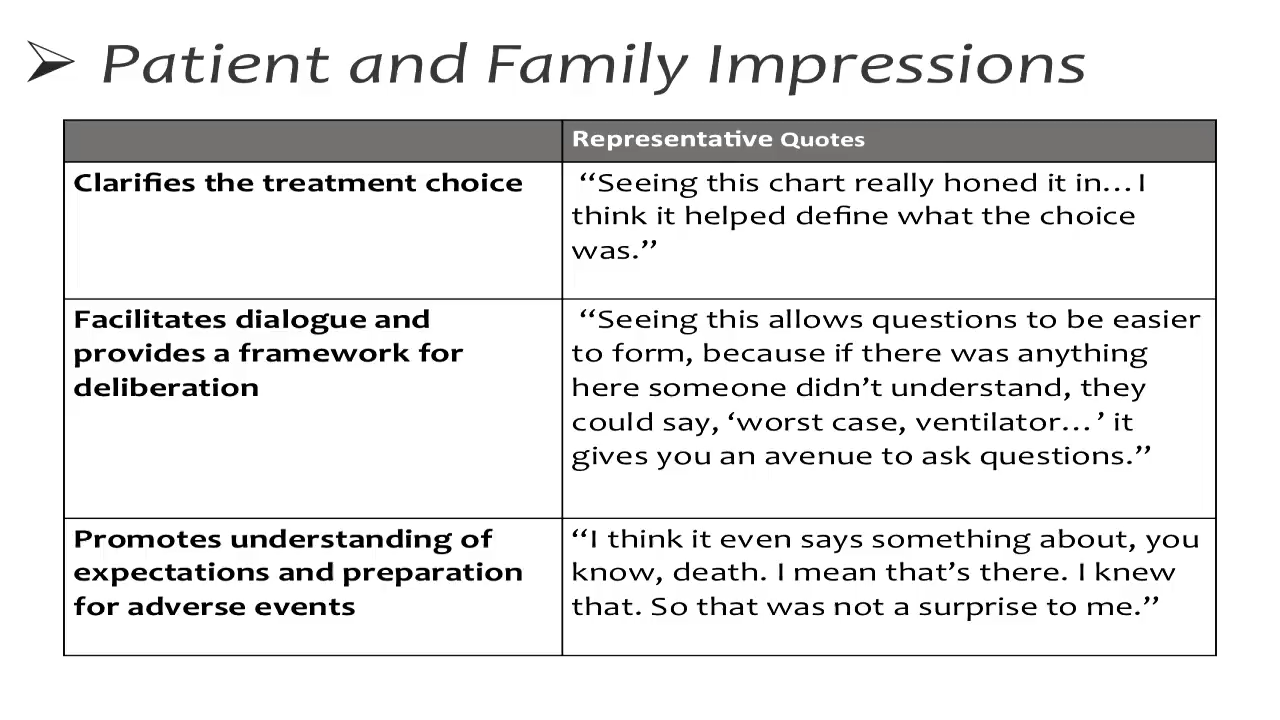 Patient and Family Impressions
Representative Quotes
Clarifies the treatment choice
“Seeing this chart really honed it in…I
think it helped define what the choice
was.”
Facilitates dialogue and
provides a framework for
deliberation
“Seeing this allows questions to be easier
to form, because if there was anything
here someone didn’t understand, they
could say, ‘worst case, ventilator…’ it
gives you an avenue to ask questions.”
Promotes understanding of
expectations and preparation
for adverse events
“I think it even says something about, you
know, death. I mean that’s there. I knew
that. So that was not a surprise to me.”